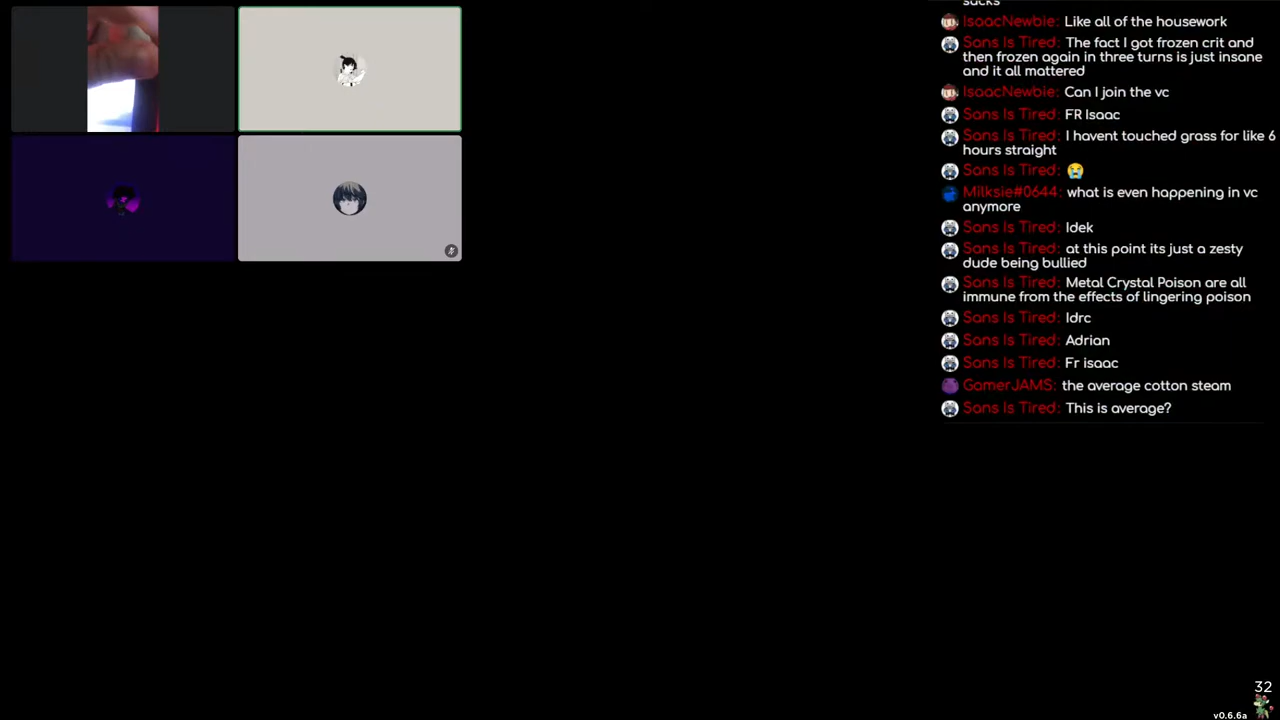 sacks
IsaacNewbie: Like all of the housework
Sans Is Tired: The fact I got frozen crit and
then frozen again in three turns is just insane
and it all mattered
IsaacNewbie: Can I join the vc
Sans Is Tired: FR Isaac
Sans Is Tired: I havent touched grass for like 6
hours straight
Sans Is Tired: 😭
Milksie#0644: what is even happening in vc
anymore
Sans Is Tired: Idek
Sans Is Tired: at this point its just a zesty
dude being bullied
Sans Is Tired: Metal Crystal Poison are all
immune from the effects of lingering poison
Sans Is Tired: Idrc
Sans Is Tired: Adrian
Sans Is Tired: Fr isaac
GamerJAMS: the average cotton steam
Sans Is Tired: This is average?
32
v0.6.6a